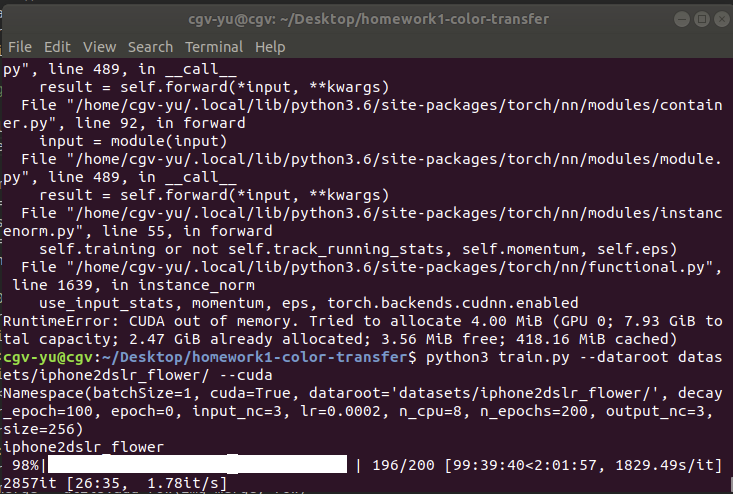 cgv-yu@cgv: ~/Desktop/homework1-color-transfer
File Edit View Search Terminal Help
py", line 489, in __call__
    result = self.forward(*input, **kwargs)
  File "/home/cgv-yu/.local/lib/python3.6/site-packages/torch/nn/modules/contain
er.py", line 92, in forward
    input = module(input)
  File "/home/cgv-yu/.local/lib/python3.6/site-packages/torch/nn/modules/module.
py", line 489, in __call__
    result = self.forward(*input, **kwargs)
  File "/home/cgv-yu/.local/lib/python3.6/site-packages/torch/nn/modules/instanc
enorm.py", line 55, in forward
    self.training or not self.track_running_stats, self.momentum, self.eps)
  File "/home/cgv-yu/.local/lib/python3.6/site-packages/torch/nn/functional.py",
 line 1639, in instance_norm
    use_input_stats, momentum, eps, torch.backends.cudnn.enabled
RuntimeError: CUDA out of memory. Tried to allocate 4.00 MiB (GPU 0; 7.93 GiB to
tal capacity; 2.47 GiB already allocated; 3.56 MiB free; 418.16 MiB cached)
cgv-yu@cgv:~/Desktop/homework1-color-transfer$ python3 train.py --dataroot datas
ets/iphone2dslr_flower/ --cuda
Namespace(batchSize=1, cuda=True, dataroot='datasets/iphone2dslr_flower/', decay
_epoch=100, epoch=0, input_nc=3, lr=0.0002, n_cpu=8, n_epochs=200, output_nc=3,
size=256)
iphone2dslr_flower
 98%| | 196/200 [99:39:40<2:01:57, 1829.49s/it]
2857it [26:35,  1.78it/s]